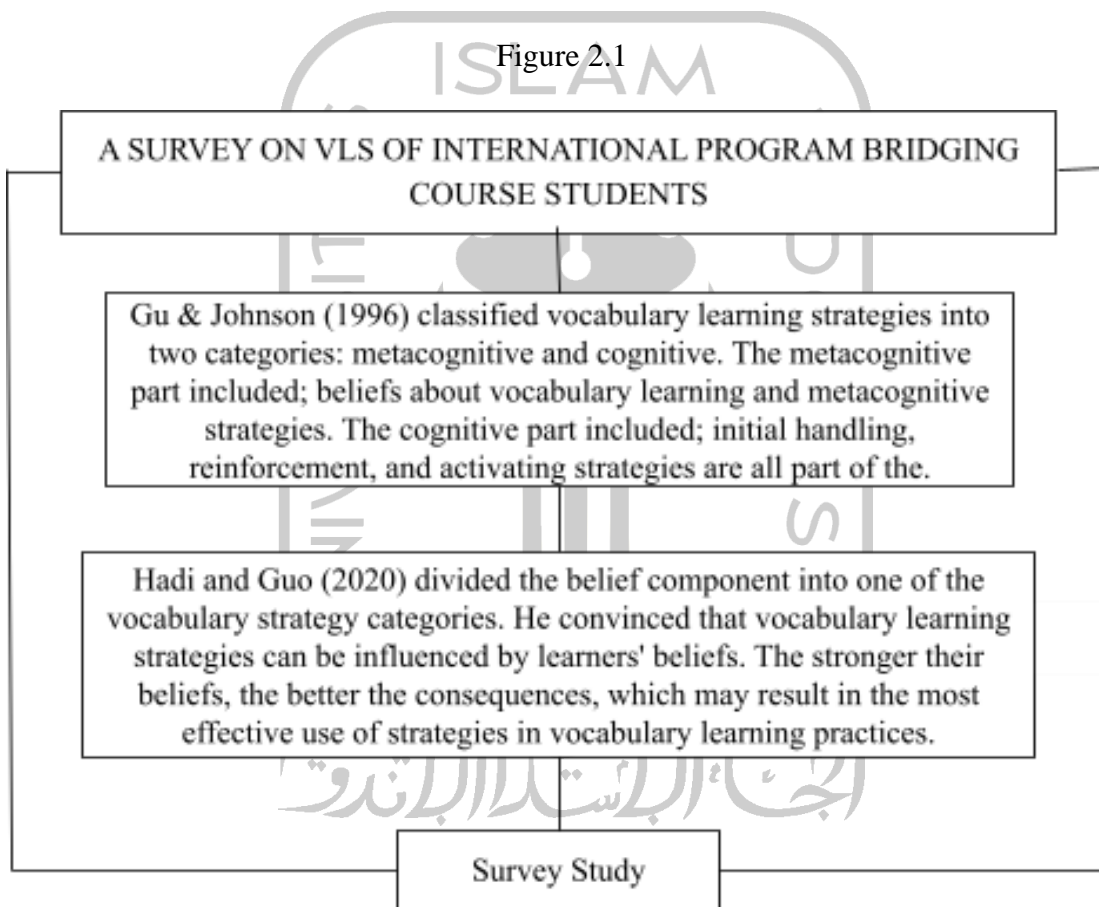 Figure 2.1
ISLAM
A SURVEY ON VLS OF INTERNATIONAL PROGRAM BRIDGING
COURSE STUDENTS
Gu & Johnson (1996) classified vocabulary learning strategies into
two categories: metacognitive and cognitive. The metacognitive
part included; beliefs about vocabulary learning and metacognitive
strategies. The cognitive part included; initial handling,
reinforcement, and activating strategies are all part of the.
Hadi and Guo (2020) divided the belief component into one of the
vocabulary strategy categories. He convinced that vocabulary learning
strategies can be influenced by learners' beliefs. The stronger their
beliefs, the better the consequences, which may result in the most
effective use of strategies in vocabulary learning practices.
Survey Study